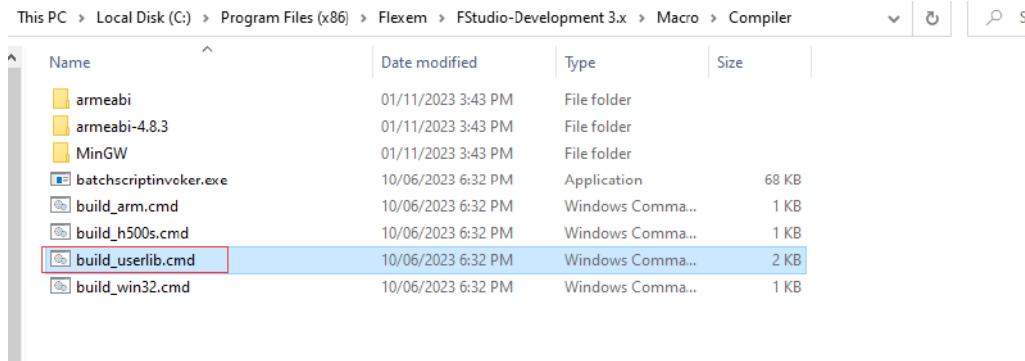 This PC > Local Disk (C:) > Program Files (x86) > Flexem > FStudio-Development 3.x > Macro > Compiler
Name Date modified Type Size
armeabi 01/11/2023 3:43 PM File folder
armeabi-4.8.3 01/11/2023 3:43 PM File folder
MinGW 01/11/2023 3:43 PM File folder
batchscriptinvoker.exe 10/06/2023 6:32 PM Application 68 KB
build_arm.cmd 10/06/2023 6:32 PM Windows Comma... 1 KB
build_h500s.cmd 10/06/2023 6:32 PM Windows Comma... 1 KB
build_userlib.cmd 10/06/2023 6:32 PM Windows Comma... 2 KB
build_win32.cmd 10/06/2023 6:32 PM Windows Comma... 1 KB